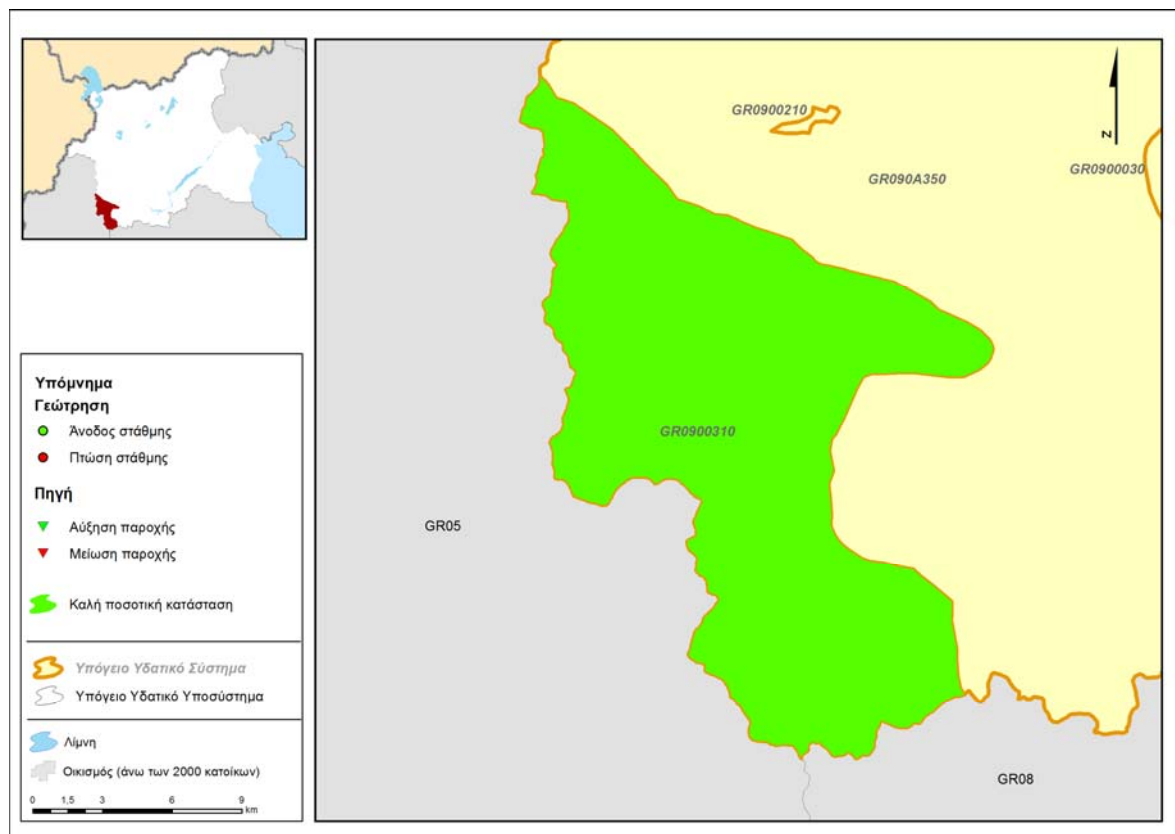 GR0900210
GR090A350
GR0900030
N
GR0900310
GR05
GR08
Υπόμνημα
Γεώτρηση
Άνοδος στάθμης
Πτώση στάθμης
Πηγή
Αύξηση παροχής
Μείωση παροχής
Καλή ποσοτική κατάσταση
Υπόγειο Υδατικό Σύστημα
Υπόγειο Υδατικό Υποσύστημα
Λίμνη
Οικισμός (άνω των 2000 κατοίκων)
0 1,5 3 6 9
km